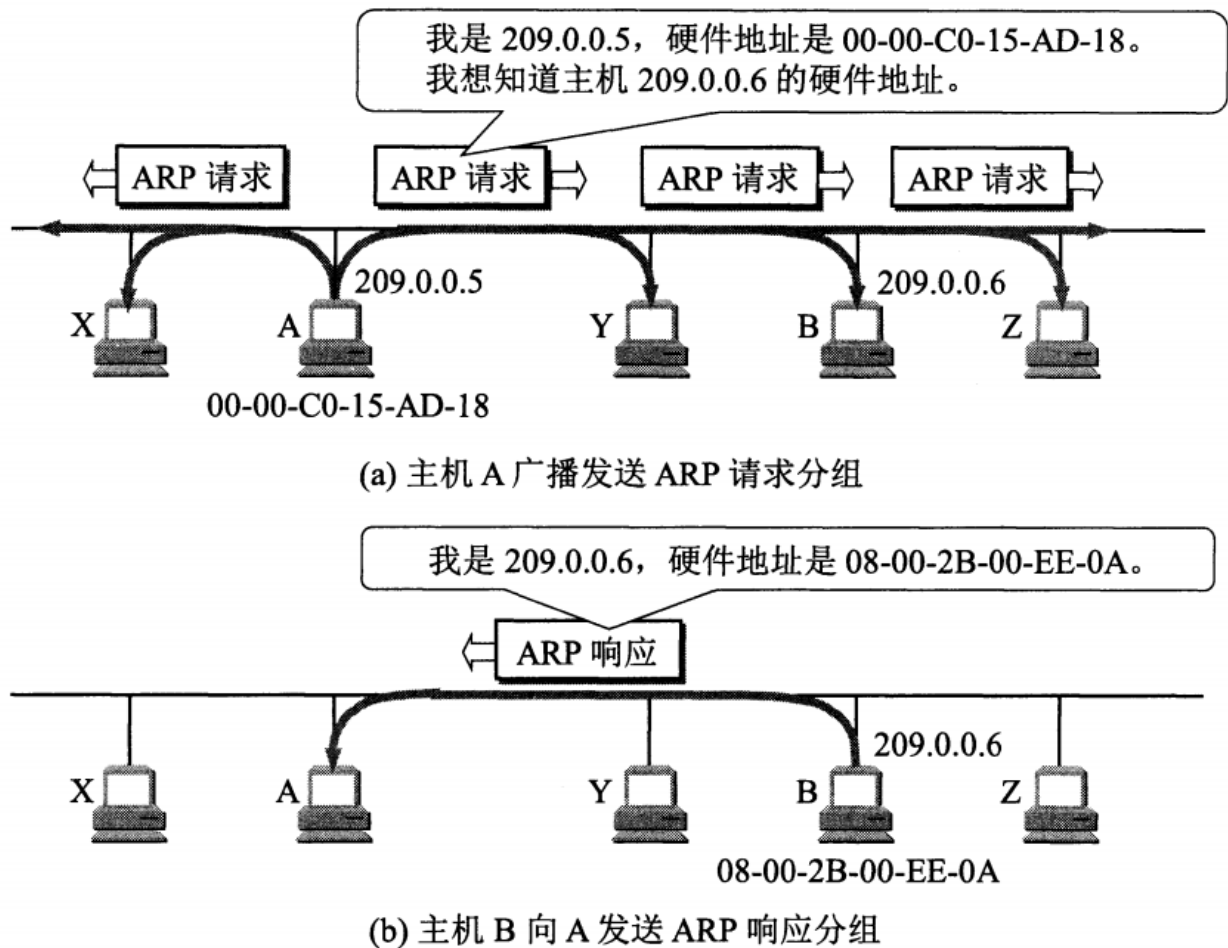 我是 209.0.0.5，硬件地址是 00-00-C0-15-AD-18。
我想知道主机 209.0.0.6 的硬件地址。
ARP 请求
ARP 请求
ARP 请求
ARP 请求
209.0.0.5
209.0.0.6
X
A
Y
B
Z
00-00-C0-15-AD-18
(a) 主机 A 广播发送 ARP 请求分组
我是 209.0.0.6，硬件地址是 08-00-2B-00-EE-0A。
ARP 响应
209.0.0.6
X
A
Y
B
Z
08-00-2B-00-EE-0A
(b) 主机 B 向 A 发送 ARP 响应分组